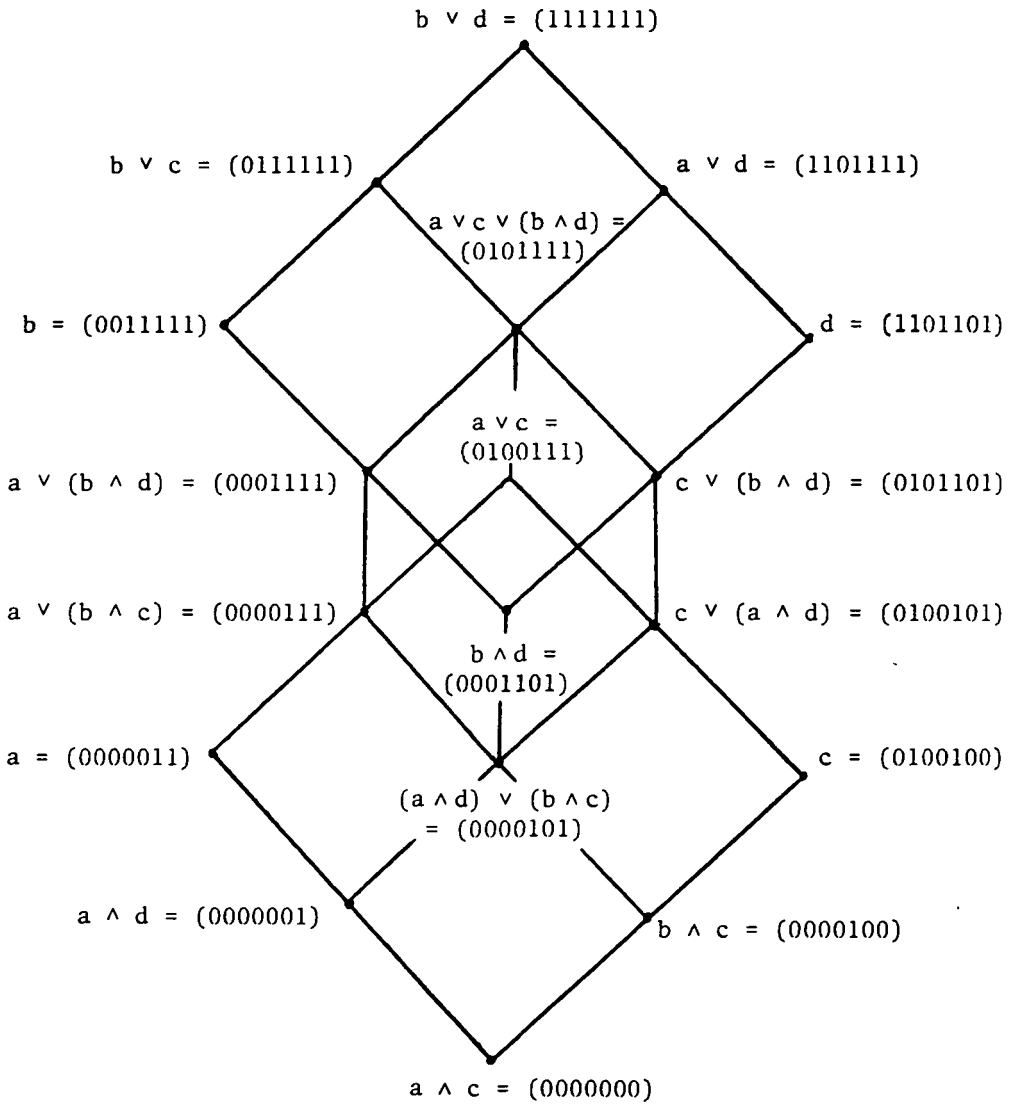 b ∨ d = (1111111)
b ∨ c = (0111111)
a ∨ d = (1101111)
a ∨ c ∨ (b ∧ d) =
(0101111)
b = (0011111)
d = (1101101)
a ∨ c =
(0100111)
a ∨ (b ∧ d) = (0001111)
c ∨ (b ∧ d) = (0101101)
a ∨ (b ∧ c) = (0000111)
c ∨ (a ∧ d) = (0100101)
b ∧ d =
(0001101)
a = (0000011)
c = (0100100)
(a ∧ d) ∨ (b ∧ c)
= (0000101)
a ∧ d = (0000001)
b ∧ c = (0000100)
a ∧ c = (0000000)